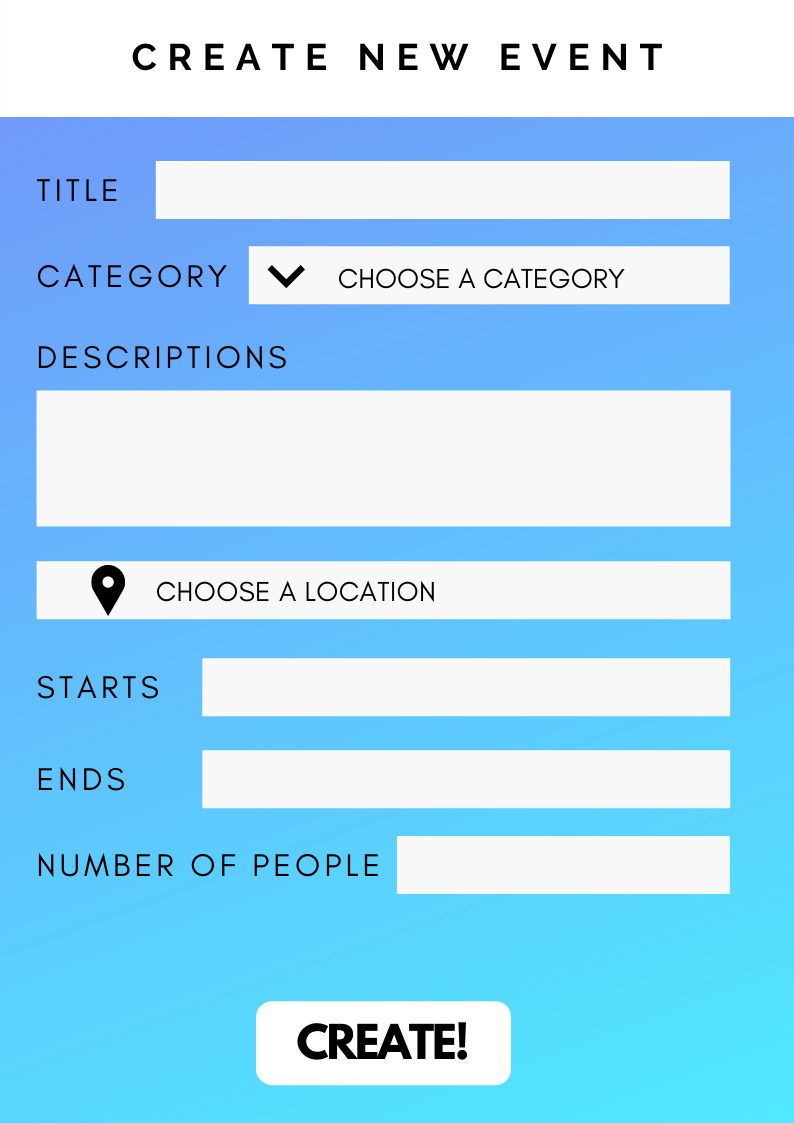 CREATE NEW EVENT
TITLE
CATEGORY CHOOSE A CATEGORY
DESCRIPTIONS
CHOOSE A LOCATION
STARTS
ENDS
NUMBER OF PEOPLE
CREATE!